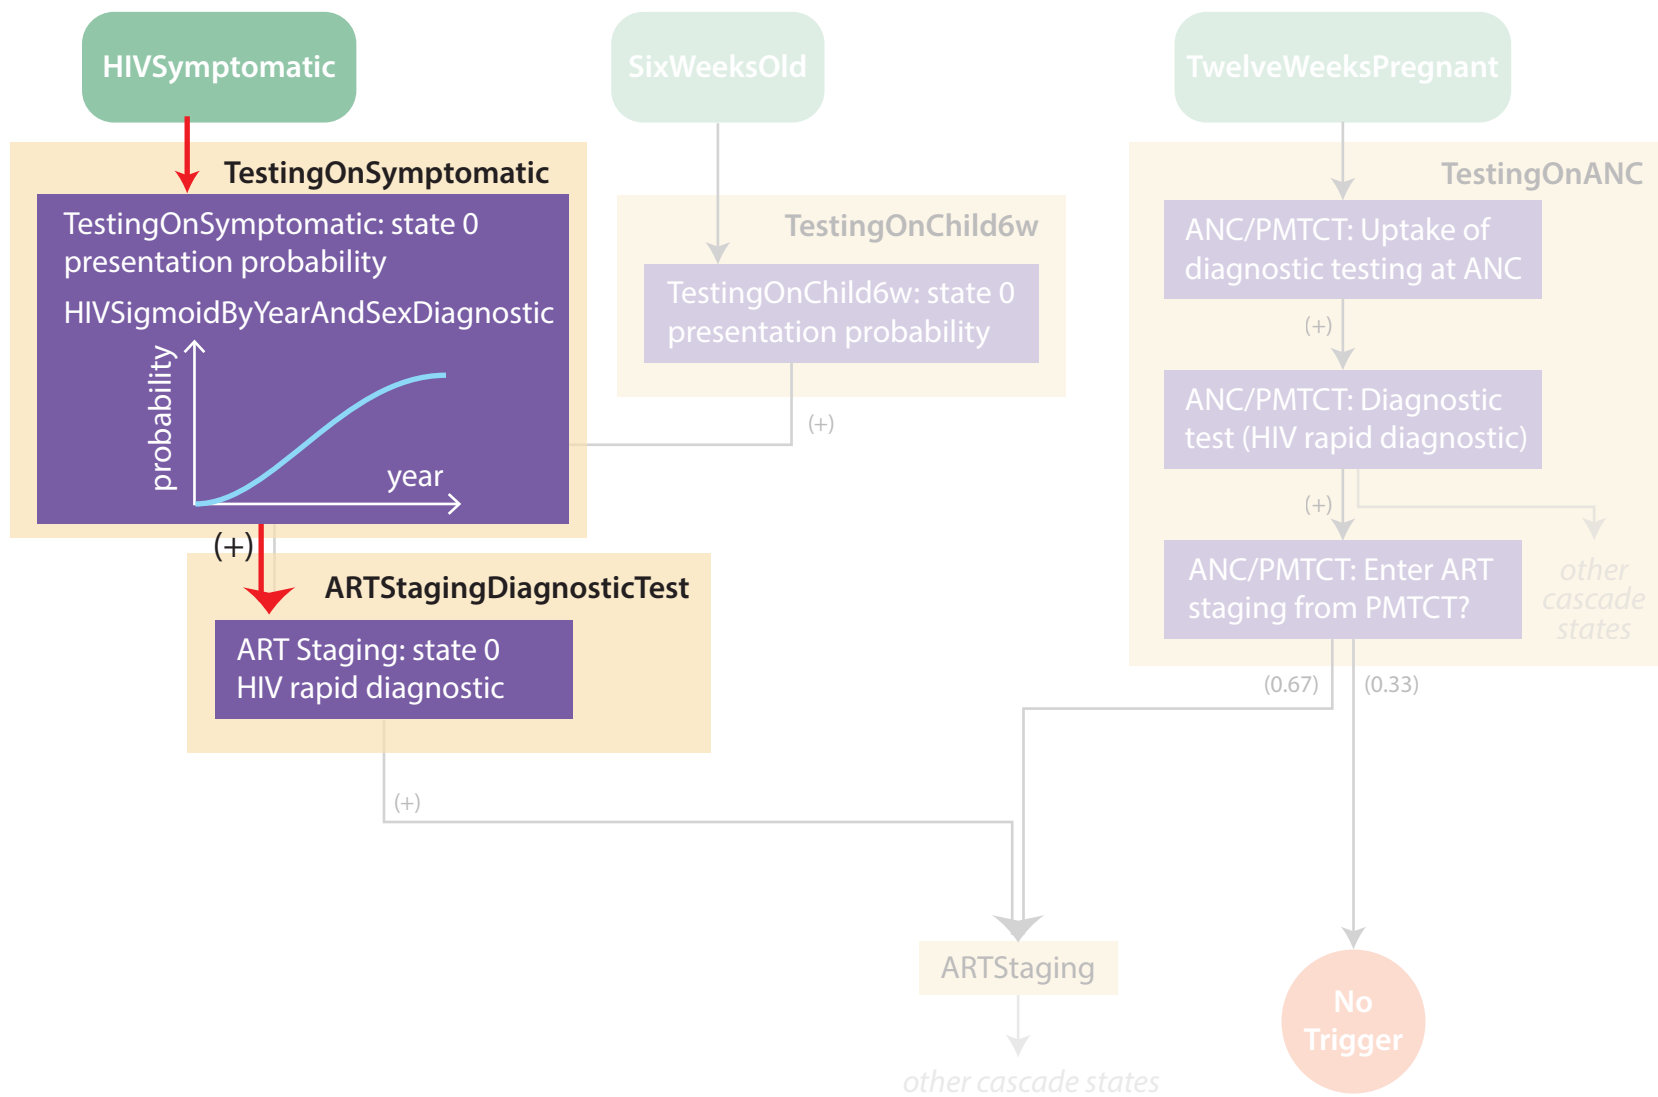 HIVSymptomatic
SixWeeksOld
TwelveWeeksPregnant
TestingOnSymptomatic
TestingOnSymptomatic: state 0
presentation probability
HIVSigmoidByYearAndSexDiagnostic
probability
year
(+)
TestingOnChild6w
TestingOnChild6w: state 0
presentation probability
(+)
TestingOnANC
ANC/PMTCT: Uptake of
diagnostic testing at ANC
(+)
ANC/PMTCT: Diagnostic
test (HIV rapid diagnostic)
(+)
ANC/PMTCT: Enter ART
staging from PMTCT?
other
cascade
states
(0.67)
(0.33)
ARTStagingDiagnosticTest
ART Staging: state 0
HIV rapid diagnostic
(+)
ARTStaging
other cascade states
No
Trigger